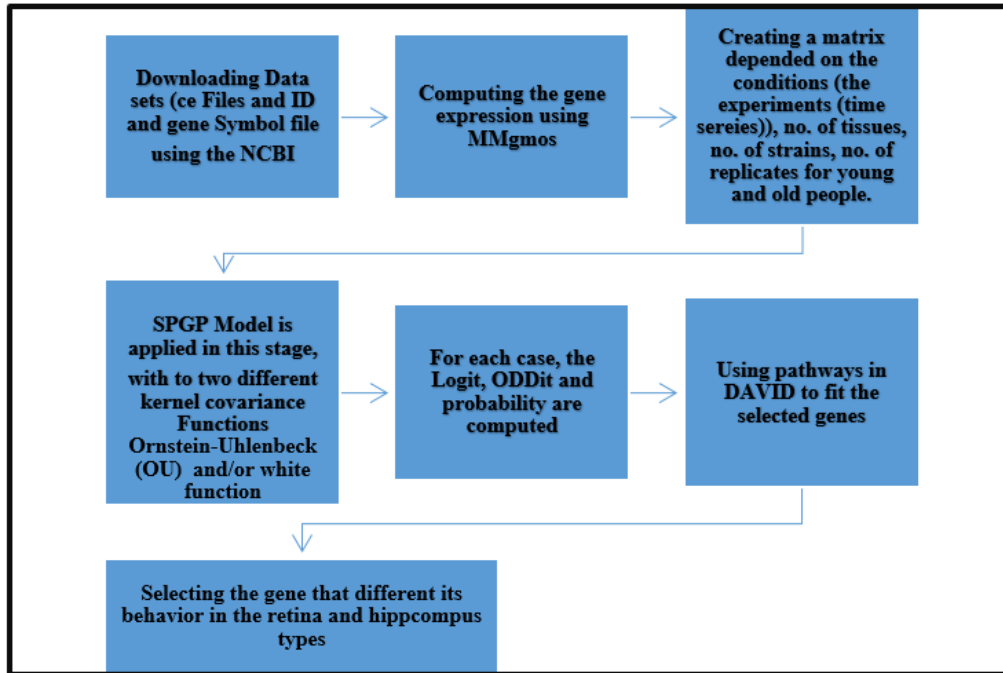 Downloading Data
sets (ce Files and ID
and gene Symbol file
using the NCBI
Computing the gene
expression using
MMgmos
Creating a matrix
depended on the
conditions (the
experiments (time
sereies)), no. of tissues,
no. of strains, no. of
replicates for young
and old people.
SPGP Model is
applied in this stage,
with to two different
kernel covariance
Functions
Ornstein-Uhlenbeck
(OU) and/or white
function
For each case, the
Logit, ODDit and
probability are
computed
Using pathways in
DAVID to fit the
selected genes
Selecting the gene that different its
behavior in the retina and hippcompus
types